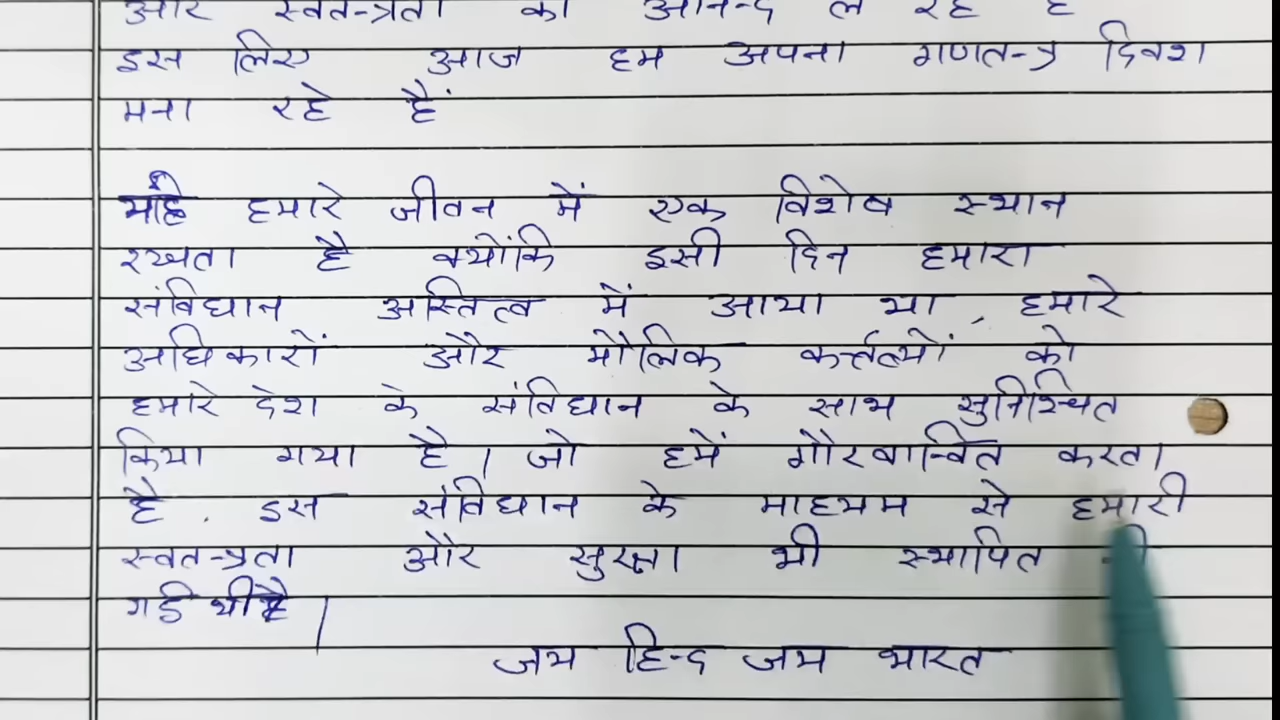 और स्वतन्त्रता का आनन्द ले रहे है
इस लिए आज हम अपना गणतन्त्र दिवश
मना रहे हैं
हमारे जीवन में एक विशेष स्थान
रखता है क्योंकि इसी दिन हमारा
संविधान अस्तित्व में आया था, हमारे
अधिकारों और मौलिक कर्त्तव्यों को
हमारे देश के संविधान के साथ सुनिश्चित
किया गया है। जो हमें गौरवान्वित करता
है. इस संविधान के माध्यम से हमारी
स्वतन्त्रता और सुरक्षा भी स्थापित की
गई थी है।
जय हिन्द जय भारत